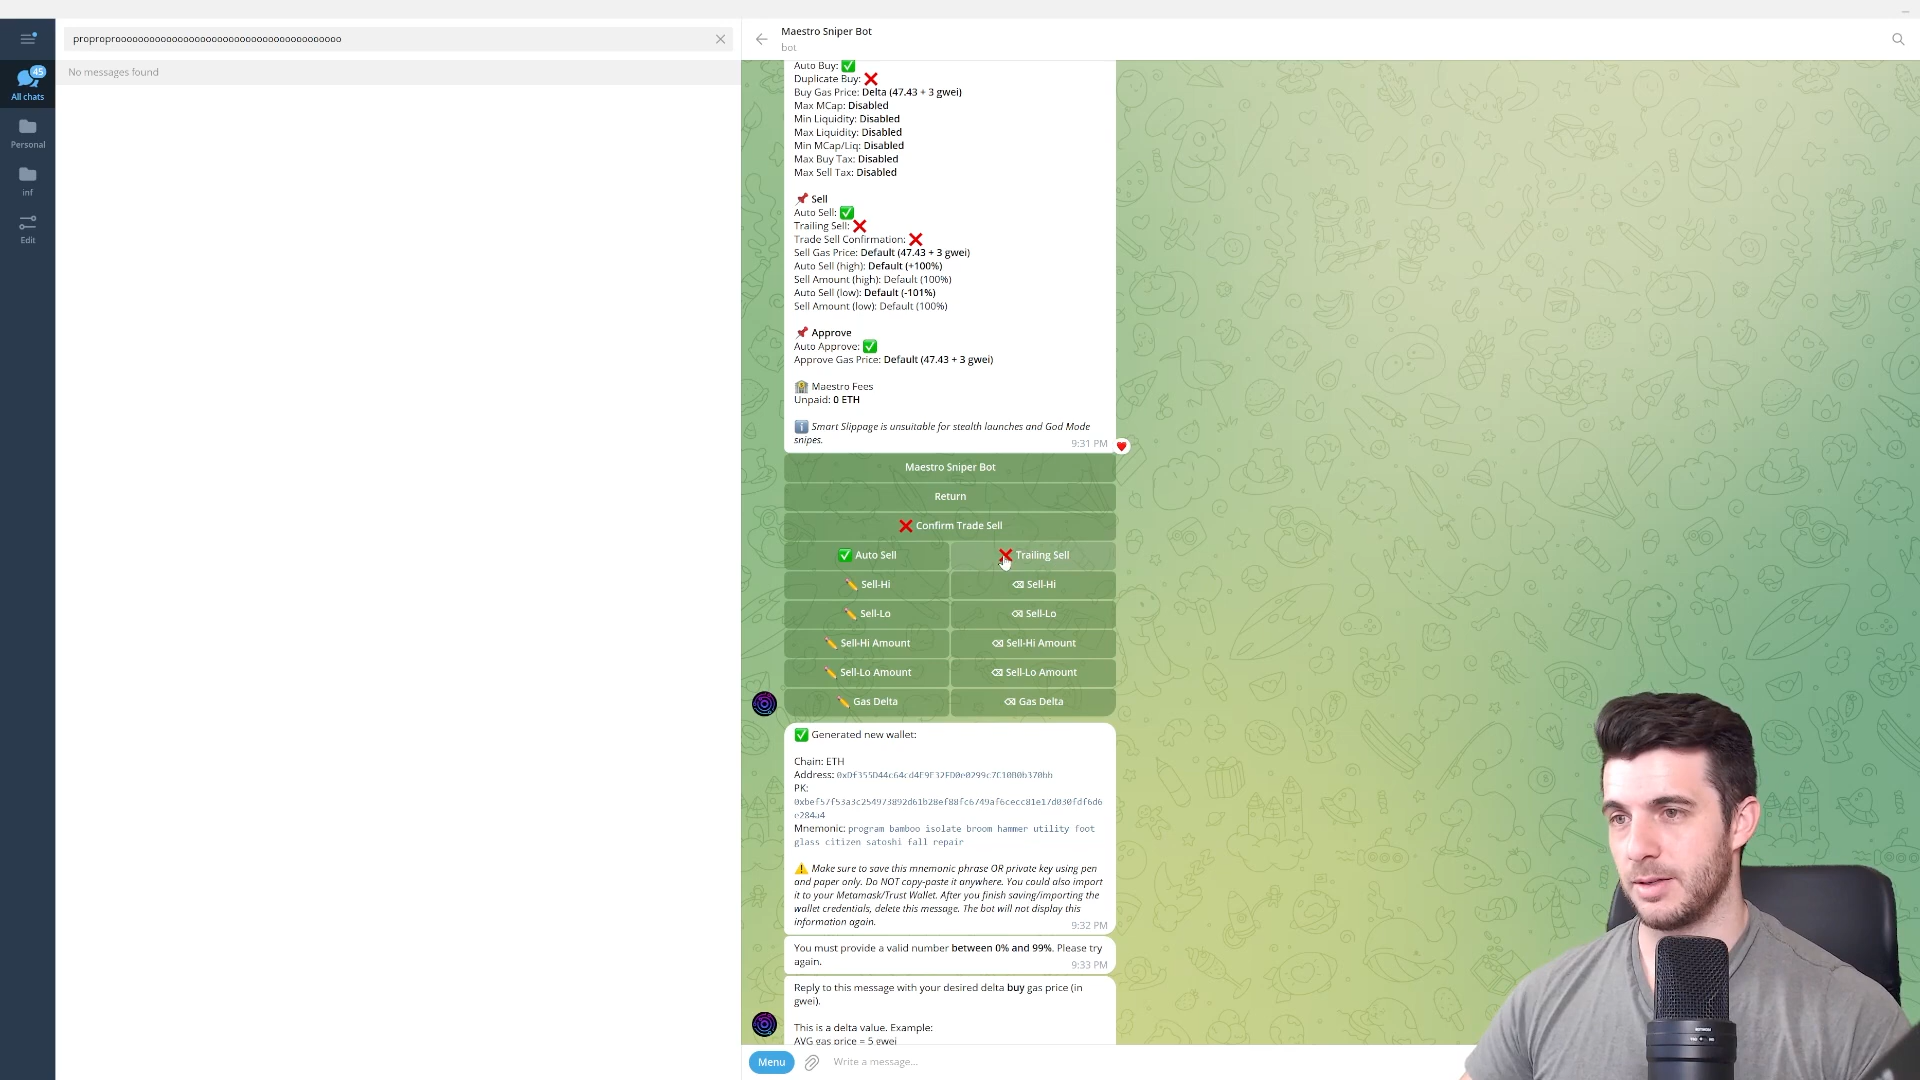 proproprooooooooooooooooooooooooooooooooooooooooo
No messages found
45
All chats
Personal
inf
Edit
Maestro Sniper Bot
bot
Auto Buy: ✅
Duplicate Buy: ❌
Buy Gas Price: Delta (47.43 + 3 gwei)
Max MCap: Disabled
Min Liquidity: Disabled
Max Liquidity: Disabled
Min MCap/Liq: Disabled
Max Buy Tax: Disabled
Max Sell Tax: Disabled
📌 Sell
Auto Sell: ✅
Trailing Sell: ❌
Trade Sell Confirmation: ❌
Sell Gas Price: Default (47.43 + 3 gwei)
Auto Sell (high): Default (+100%)
Sell Amount (high): Default (100%)
Auto Sell (low): Default (-101%)
Sell Amount (low): Default (100%)
📌 Approve
Auto Approve: ✅
Approve Gas Price: Default (47.43 + 3 gwei)
🏦 Maestro Fees
Unpaid: 0 ETH
ℹ️ Smart Slippage is unsuitable for stealth launches and God Mode
snipes.
9:31 PM
Maestro Sniper Bot
Return
❌ Confirm Trade Sell
✅ Auto Sell
❌ Trailing Sell
✏️ Sell-Hi
⌫ Sell-Hi
✏️ Sell-Lo
⌫ Sell-Lo
✏️ Sell-Hi Amount
⌫ Sell-Hi Amount
✏️ Sell-Lo Amount
⌫ Sell-Lo Amount
✏️ Gas Delta
⌫ Gas Delta
✅ Generated new wallet:
Chain: ETH
Address:
PK:
Mnemonic: program bamboo isolate broom hammer utility foot
glass citizen satoshi fall repair
⚠️ Make sure to save this mnemonic phrase OR private key using pen
and paper only. Do NOT copy-paste it anywhere. You could also import
it to your Metamask/Trust Wallet. After you finish saving/importing the
wallet credentials, delete this message. The bot will not display this
information again.
9:32 PM
You must provide a valid number between 0% and 99%. Please try
again.
9:33 PM
Reply to this message with your desired delta buy gas price (in
gwei).
This is a delta value. Example:
AVG gas price = 5 gwei
Menu
Write a message...